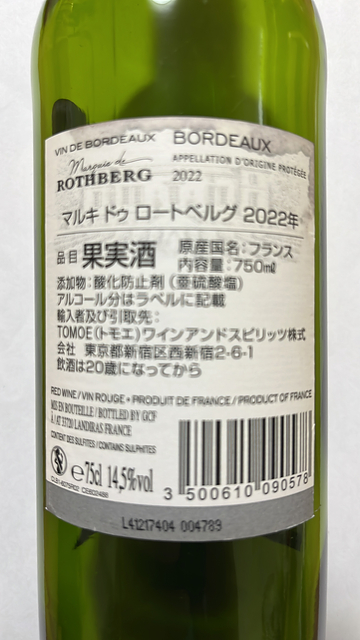 VIN DE BORDEAUX
BORDEAUX
Marquis de
ROTHBERG
APPELLATION D'ORIGINE PROTÉGÉE
2022
マルキ ドゥ ロートベルグ 2022年
品目 果実酒
原産国名：フランス
内容量：750㎖
添加物：酸化防止剤（亜硫酸塩）
アルコール分はラベルに記載
輸入者及び引取先：
TOMOE（トモエ）ワインアンドスピリッツ株式
会社 東京都新宿区西新宿2-6-1
飲酒は20歳になってから
RED WINE / VIN ROUGE • PRODUIT DE FRANCE / PRODUCT OF FRANCE
MIS EN BOUTEILLE / BOTTLED BY GCF
À / AT 33720 LANDIRAS FRANCE
CONTIENT DES SULFITES / CONTAINS SULPHITES
℮ 75cl 14,5%vol
3 500610 090578
L41217404 004789